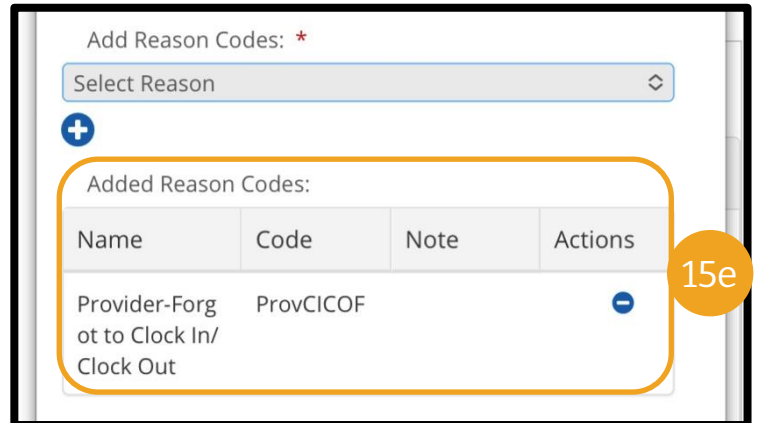 Add Reason Codes: *
Select Reason
Added Reason Codes:
Name Code Note Actions
Provider-Forg ProvCICOF
ot to Clock In/
Clock Out
15e